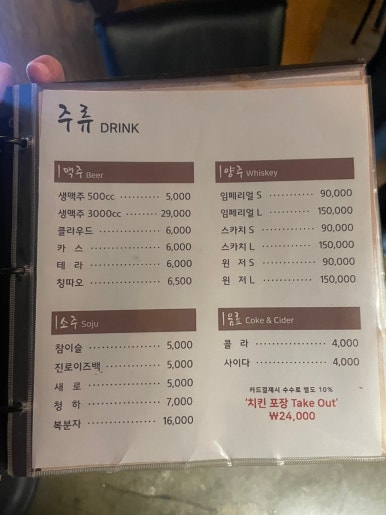 주류 DRINK
맥주 Beer
생맥주 500cc ············ 5,000
생맥주 3000cc ········ 29,000
클라우드 ················ 6,000
카 스 ···················· 6,000
테 라 ···················· 6,000
칭따오 ·················· 6,500
소주 Soju
참이슬 ·················· 5,000
진로이즈백 ············ 5,000
새 로 ···················· 5,000
청 하 ···················· 7,000
복분자 ················ 16,000
양주 Whiskey
임페리얼 S ············ 90,000
임페리얼 L ············ 150,000
스카치 S ·············· 90,000
스카치 L ·············· 150,000
윈 저 S ················ 90,000
윈 저 L ················ 150,000
음료 Coke & Cider
콜 라 ···················· 4,000
사이다 ·················· 4,000
카드결제시 수수료 별도 10%
'치킨 포장 Take Out'
₩24,000